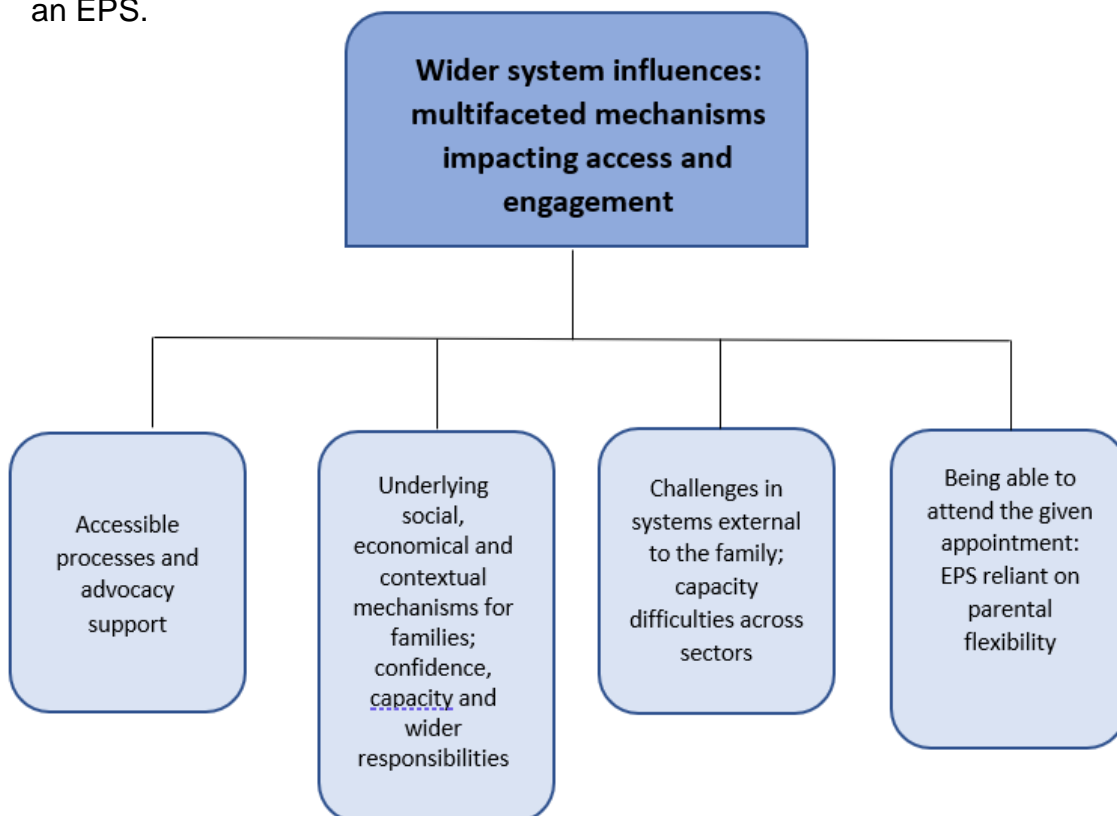 an EPS.
Wider system influences:
multifaceted mechanisms
impacting access and
engagement
Accessible
processes and
advocacy
support
Underlying
social,
economical and
contextual
mechanisms for
families;
confidence,
capacity and
wider
responsibilities
Challenges in
systems external
to the family;
capacity
difficulties across
sectors
Being able to
attend the given
appointment:
EPS reliant on
parental
flexibility